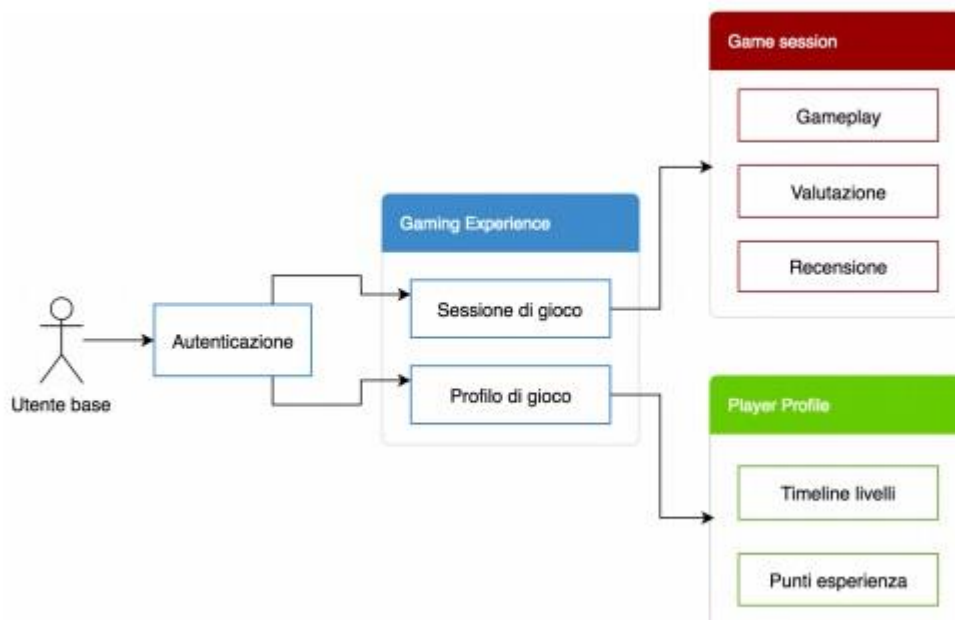 Game session
Gameplay
Valutazione
Recensione
Gaming Experience
Sessione di gioco
Profilo di gioco
Autenticazione
Utente base
Player Profile
Timeline livelli
Punti esperienza